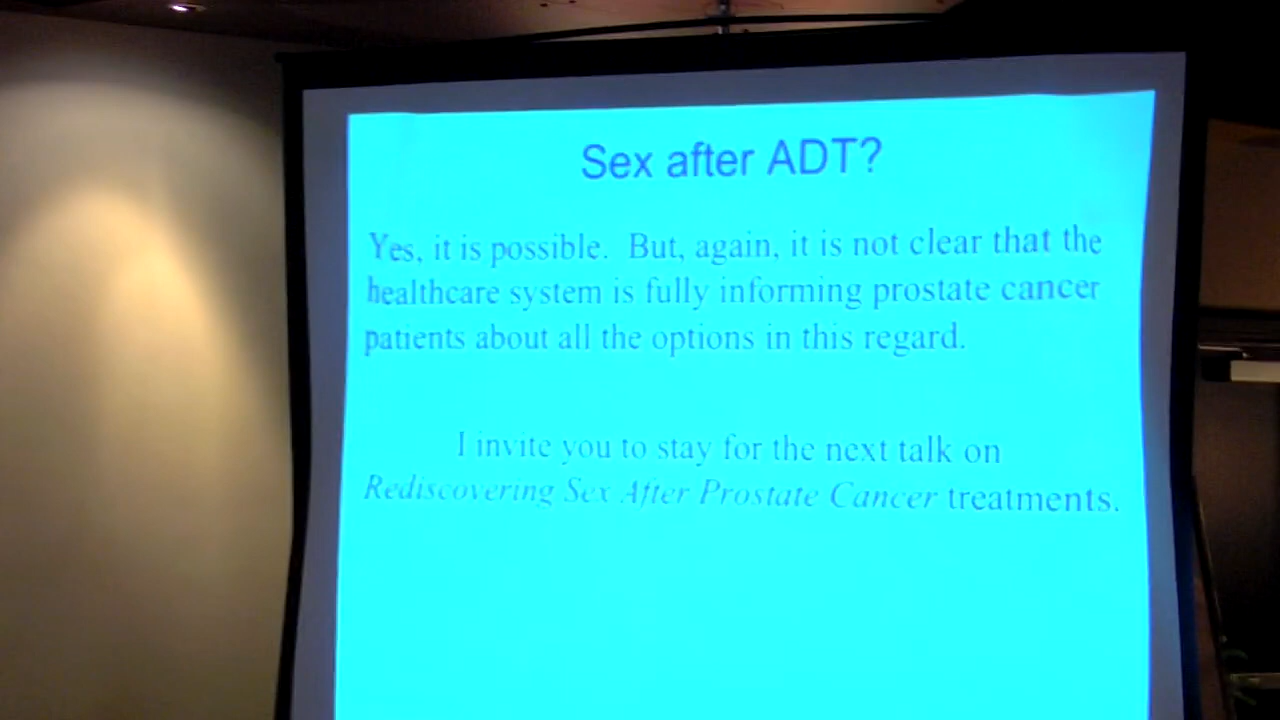 Sex after ADT?
Yes, it is possible. But, again, it is not clear that the
healthcare system is fully informing prostate cancer
patients about all the options in this regard.
I invite you to stay for the next talk on
Rediscovering Sex After Prostate Cancer treatments.